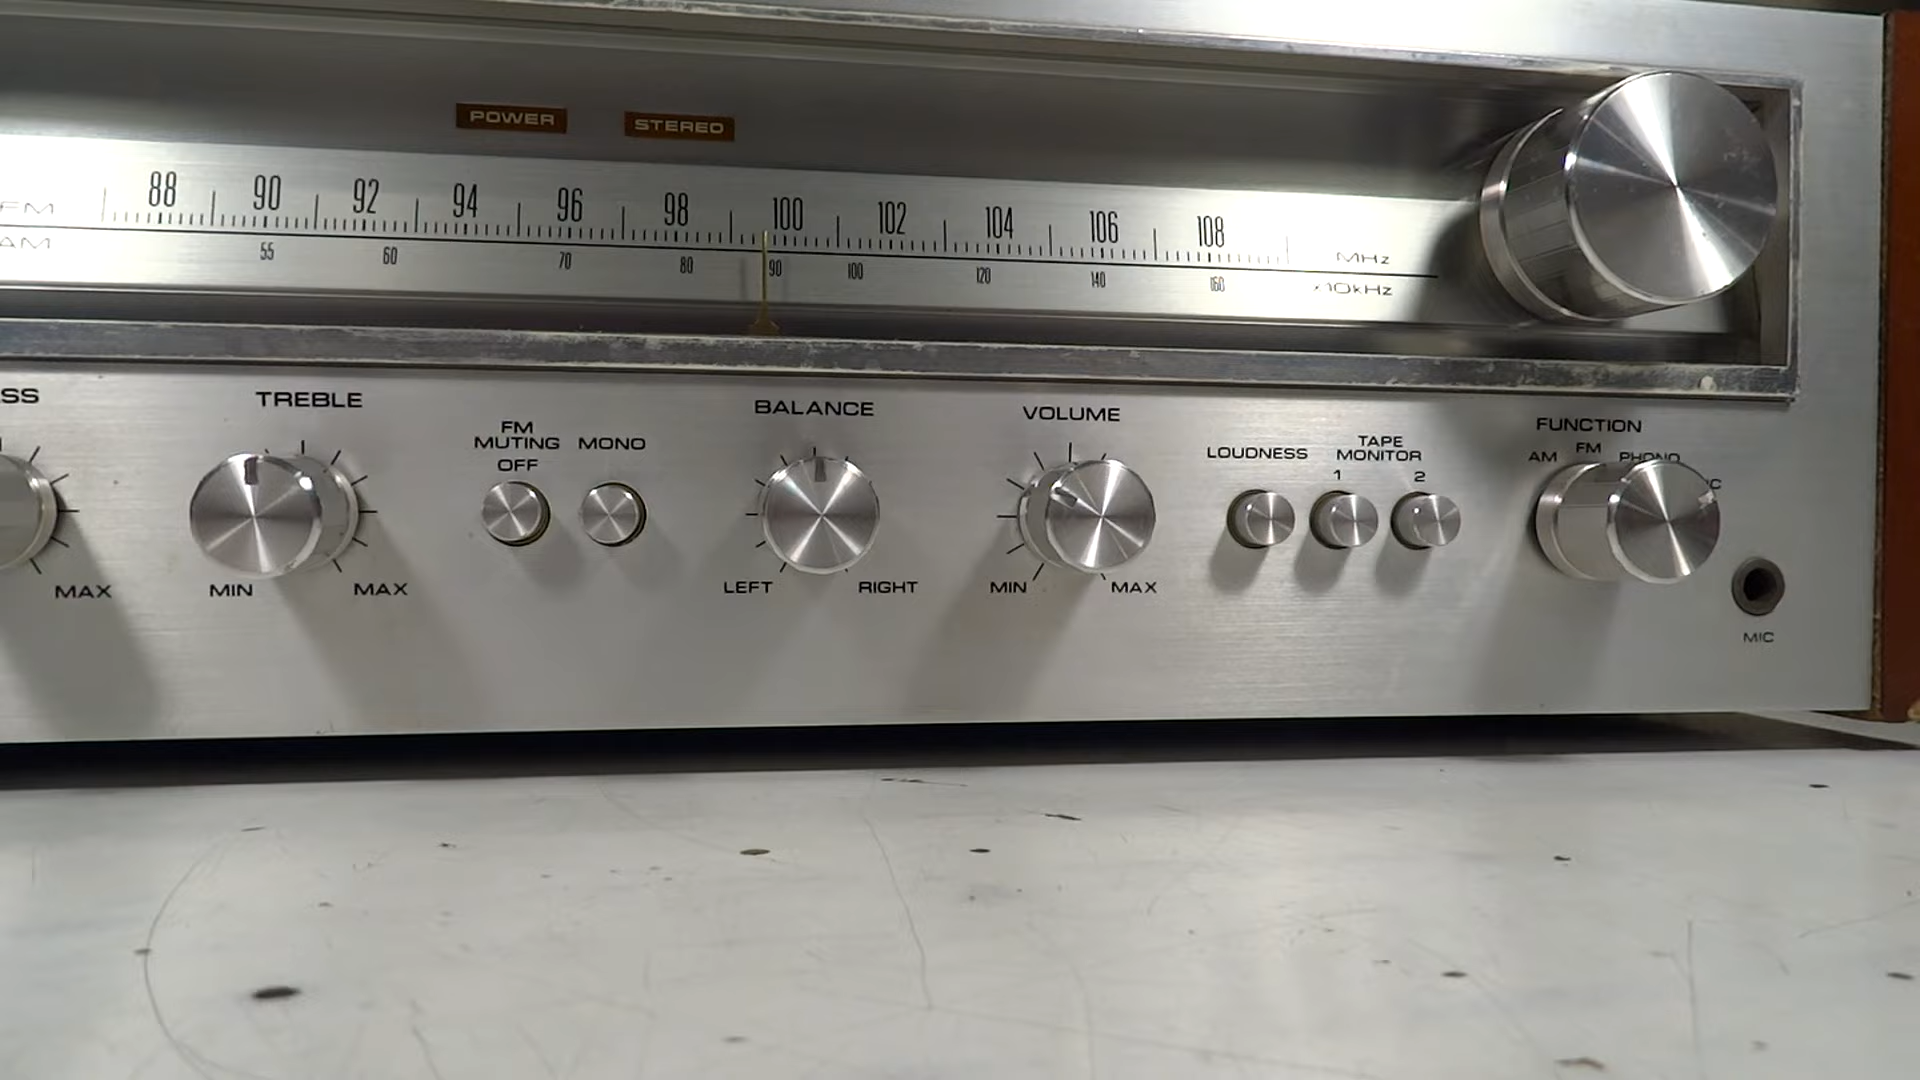 POWER STEREO
FM 88 90 92 94 96 98 100 102 104 106 108 MHz
AM 55 60 70 80 90 100 120 140 160 ×10kHz
SS
TREBLE
MIN MAX
MAX
FM
MUTING
OFF
MONO
BALANCE
LEFT RIGHT
VOLUME
MIN MAX
LOUDNESS
TAPE
MONITOR
1 2
FUNCTION
AM FM PHONO
MIC